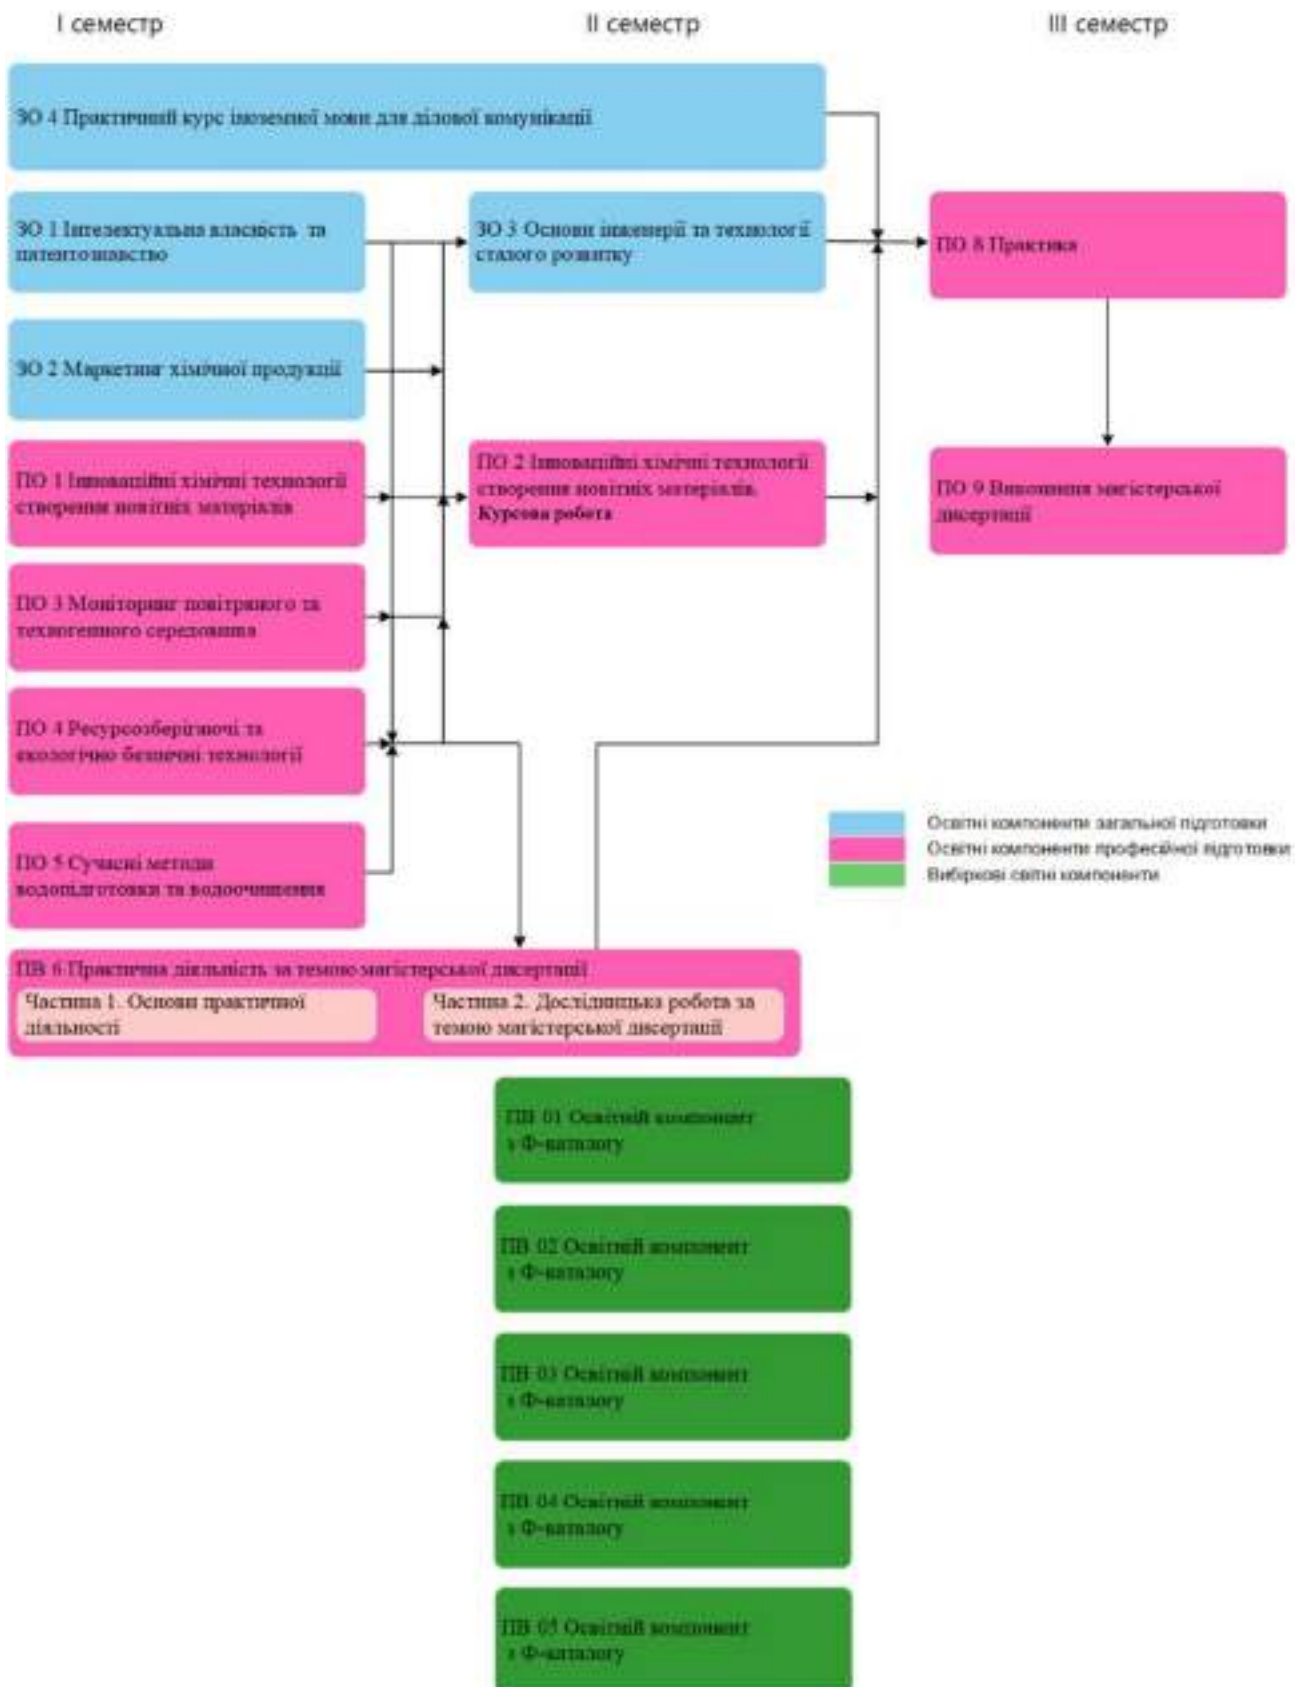 І семестр
ІІ семестр
ІІІ семестр
ЗО 4 Практичний курс іноземної мови для ділової комунікації
ЗО 1 Інтелектуальна власність та
патентознавство
ЗО 3 Основи інженерії та технології
сталого розвитку
ПО 8 Практика
ЗО 2 Маркетинг хімічної продукції
ПО 1 Інноваційні хімічні технології
створення новітніх матеріалів
ПО 2 Інноваційні хімічні технології
створення новітніх матеріалів.
Курсова робота
ПО 9 Виконання магістерської
дисертації
ПО 3 Моніторинг повітряного та
техногенного середовища
ПО 4 Ресурсозберігаючі та
екологічно безпечні технології
ПО 5 Сучасні методи
водопідготовки та водоочищення
Освітні компоненти загальної підготовки
Освітні компоненти професійної підготовки
Вибіркові світні компоненти
ПВ 6 Практична діяльність за темою магістерської дисертації
Частина 1. Основи практичної
діяльності
Частина 2. Дослідницька робота за
темою магістерської дисертації
ПВ 01 Освітній компонент
з Ф-каталогу
ПВ 02 Освітній компонент
з Ф-каталогу
ПВ 03 Освітній компонент
з Ф-каталогу
ПВ 04 Освітній компонент
з Ф-каталогу
ПВ 05 Освітній компонент
з Ф-каталогу